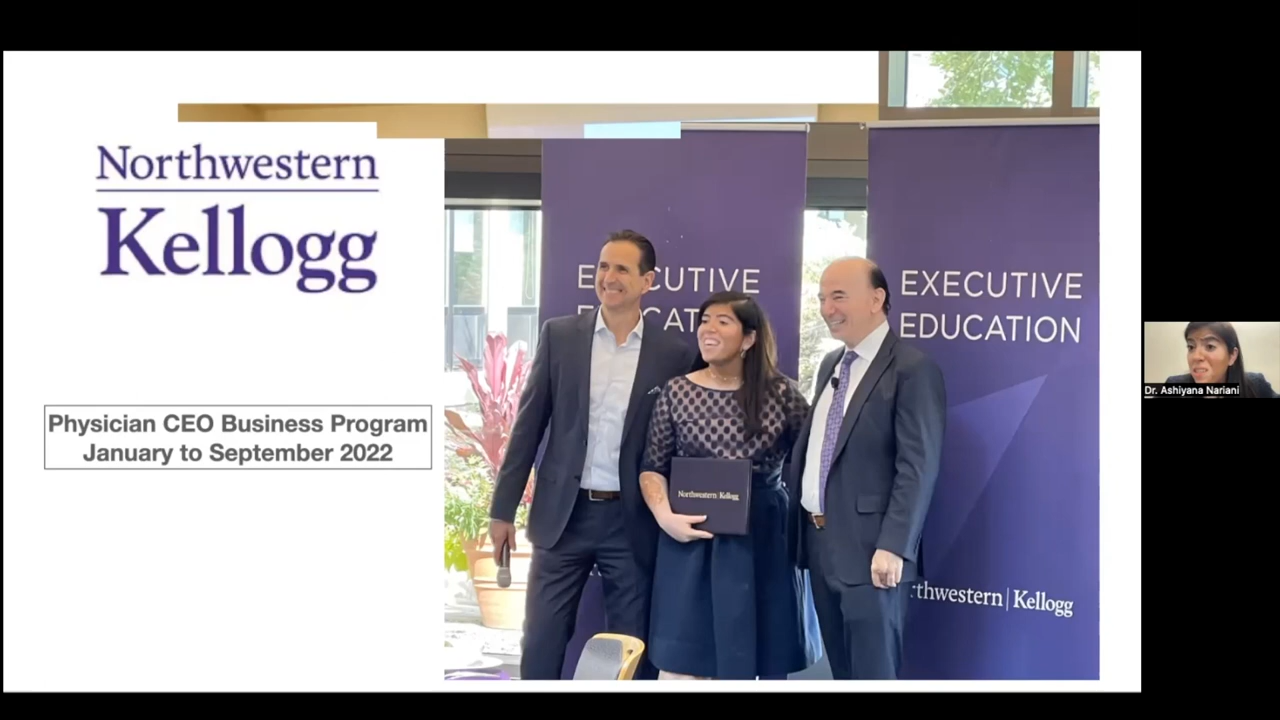 Northwestern
Kellogg
Physician CEO Business Program
January to September 2022
EXECUTIVE
EXECUTIVE
EDUCATION
Northwestern Kellogg
thwestern | Kellogg
Dr. Ashiyana Nariani